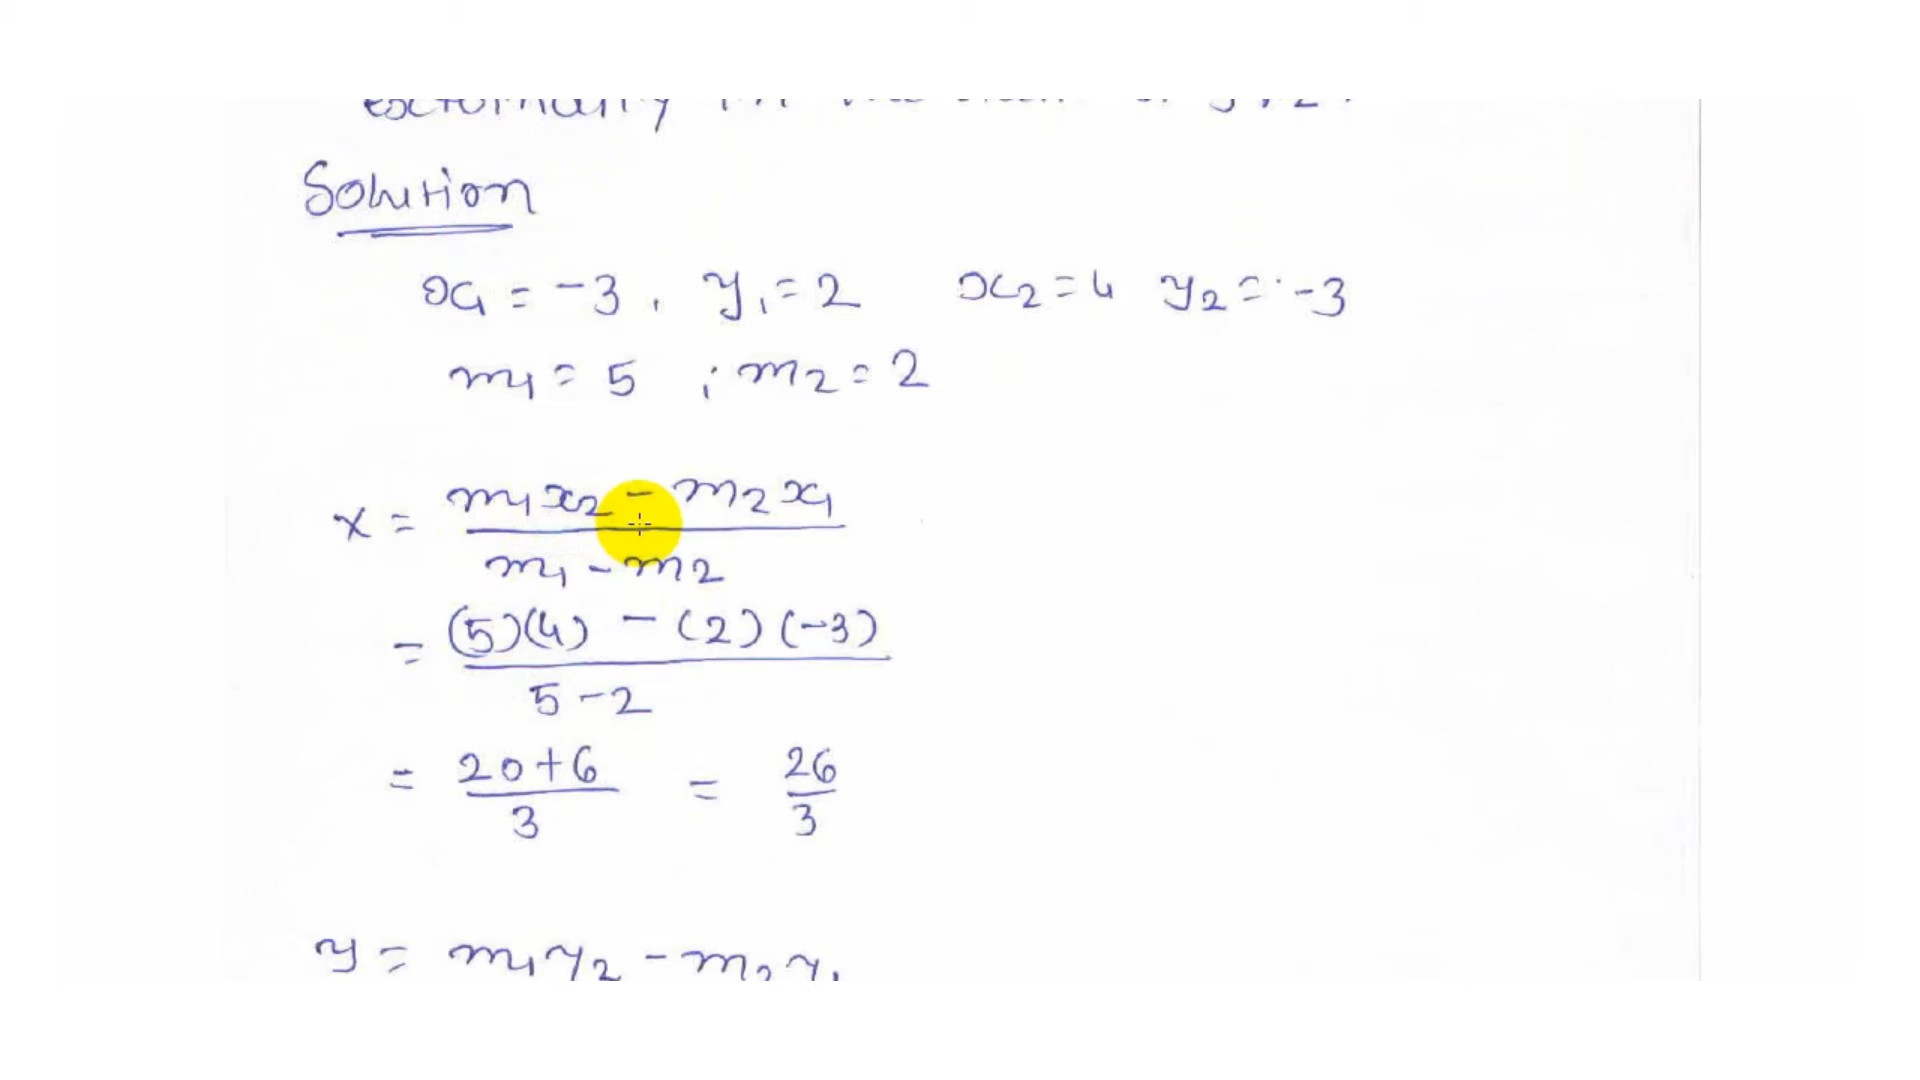 Solution
x₁ = -3, y₁ = 2 x₂ = 4 y₂ = -3
m₁ = 5 ; m₂ = 2
x = (m₁x₂ - m₂x₁) / (m₁ - m₂)
= ((5)(4) - (2)(-3)) / (5 - 2)
= (20+6) / 3 = 26 / 3
y = m₁y₂ - m₂y₁